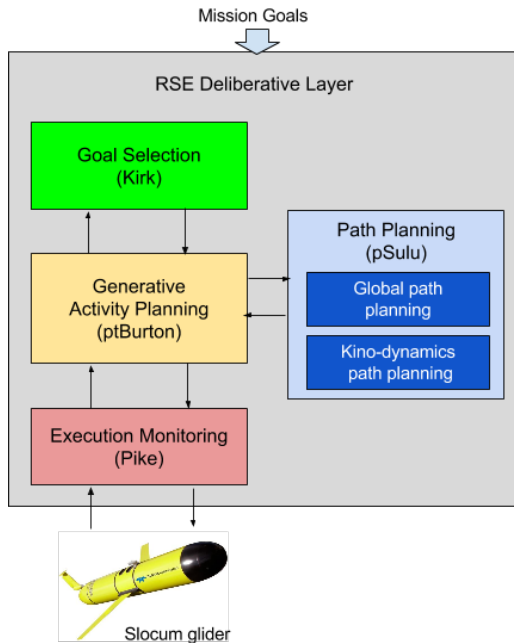 Mission Goals
RSE Deliberative Layer
Goal Selection
(Kirk)
Path Planning
(pSulu)
Generative
Activity Planning
(ptBurton)
Global path
planning
Kino-dynamics
path planning
Execution Monitoring
(Pike)
Slocum glider